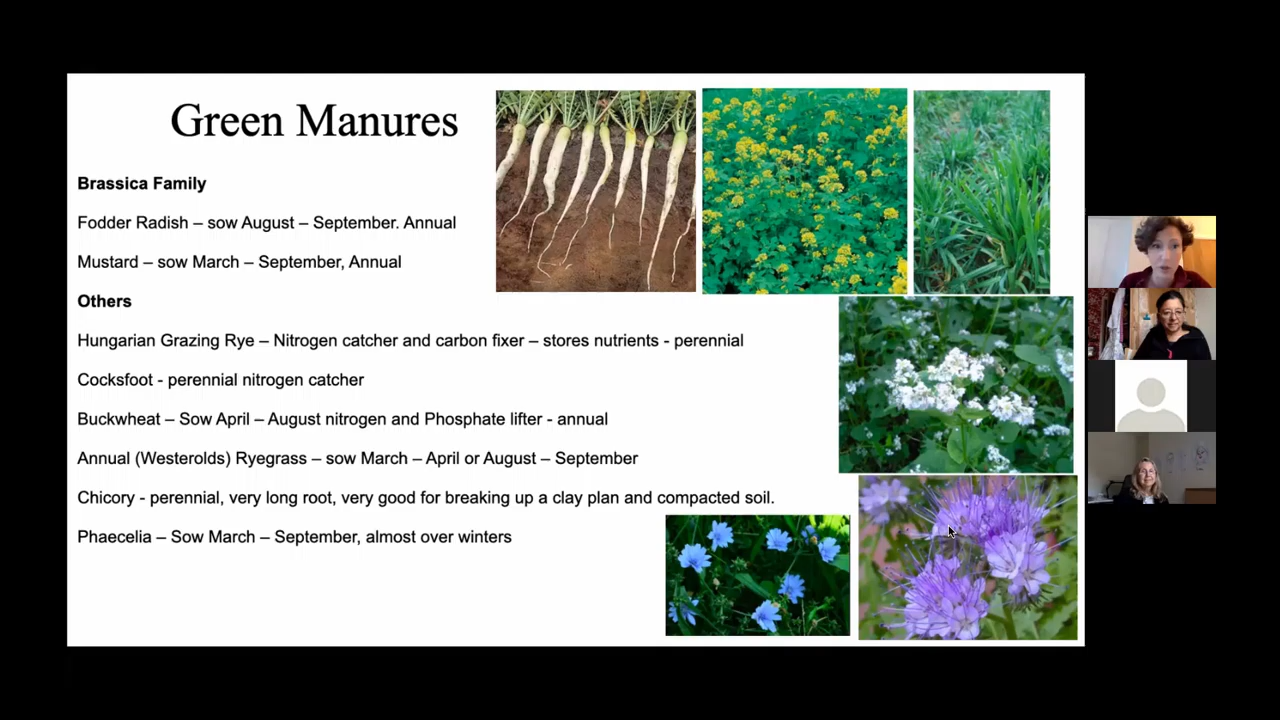 Green Manures
Brassica Family
Fodder Radish – sow August – September. Annual
Mustard – sow March – September, Annual
Others
Hungarian Grazing Rye – Nitrogen catcher and carbon fixer – stores nutrients - perennial
Cocksfoot - perennial nitrogen catcher
Buckwheat – Sow April – August nitrogen and Phosphate lifter - annual
Annual (Westerolds) Ryegrass – sow March – April or August – September
Chicory - perennial, very long root, very good for breaking up a clay plan and compacted soil.
Phaecelia – Sow March – September, almost over winters